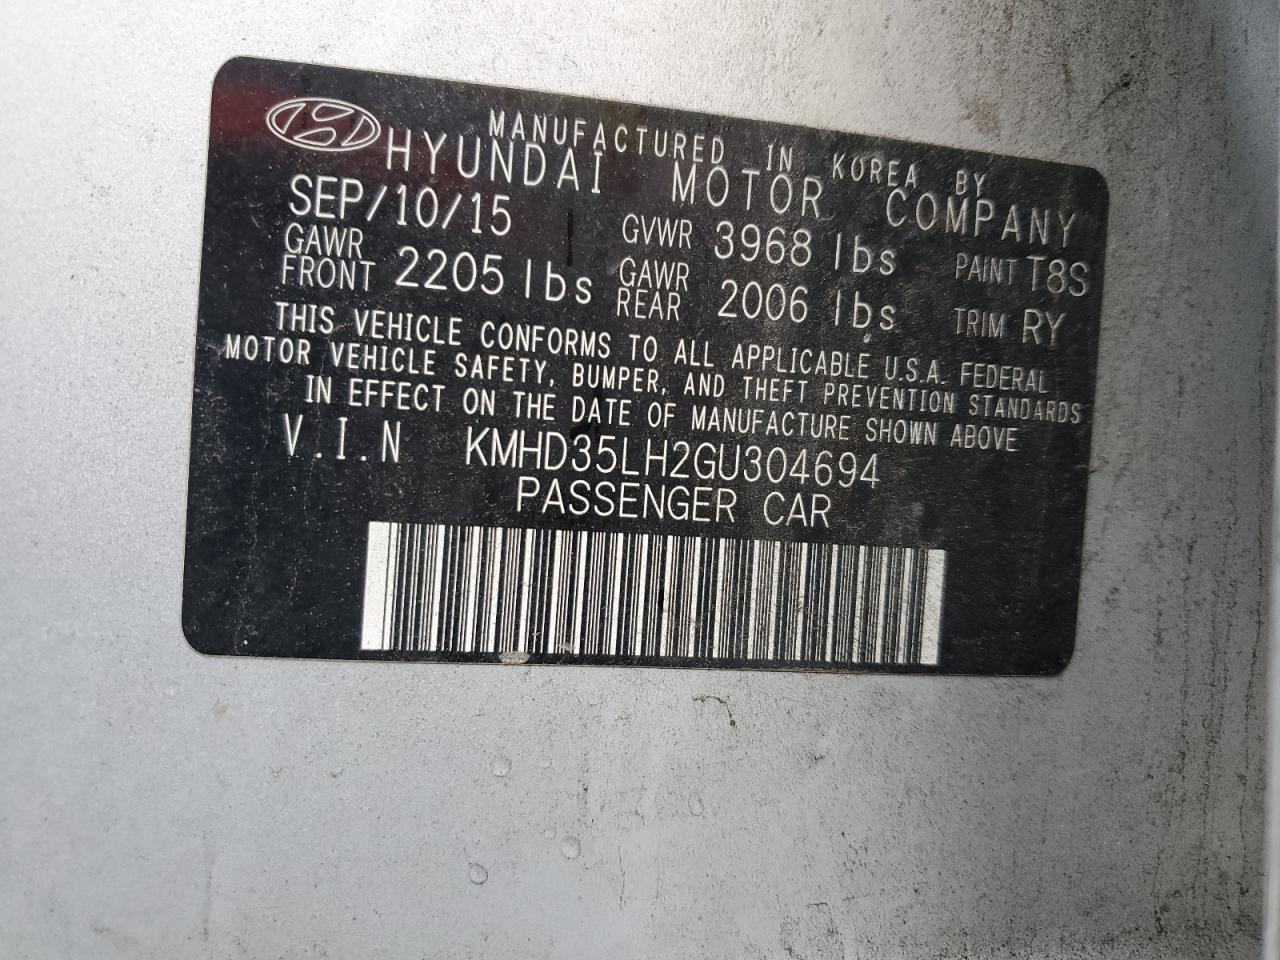 MANUFACTURED IN KOREA BY
HYUNDAI MOTOR COMPANY
SEP/10/15 GVWR 3968 lbs PAINT T8S
GAWR FRONT 2205 lbs GAWR REAR 2006 lbs TRIM RY
THIS VEHICLE CONFORMS TO ALL APPLICABLE U.S.A. FEDERAL
MOTOR VEHICLE SAFETY, BUMPER, AND THEFT PREVENTION STANDARDS
IN EFFECT ON THE DATE OF MANUFACTURE SHOWN ABOVE
V.I.N KMHD35LH2GU304694
PASSENGER CAR